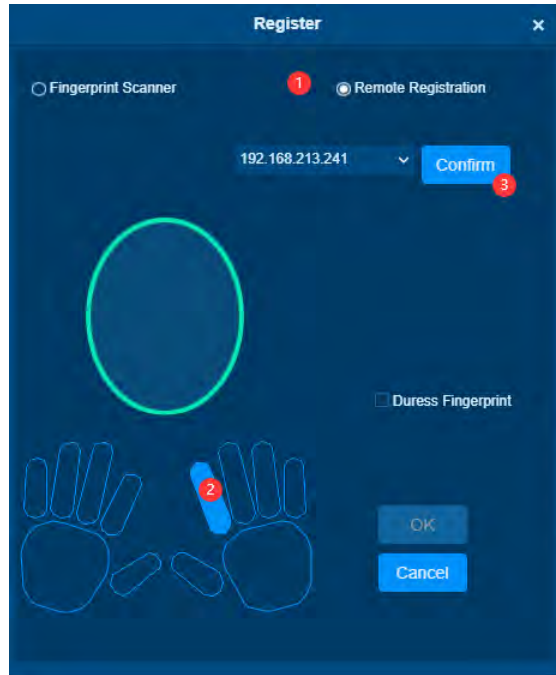 Register ×
Fingerprint Scanner 1 Remote Registration
192.168.213.241 Confirm
3
Duress Fingerprint
2
OK
Cancel